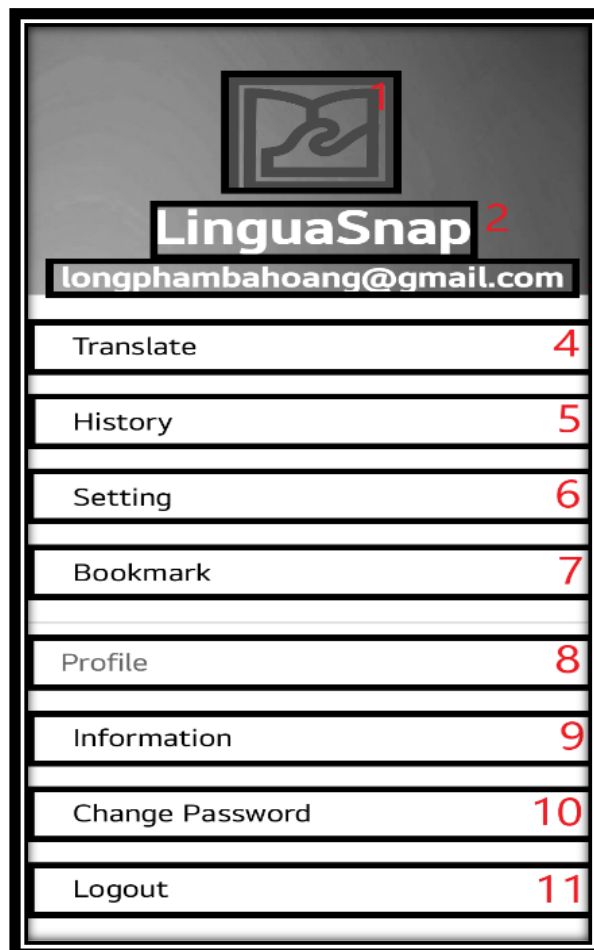 1
LinguaSnap 2
longphambahoang@gmail.com
Translate 4
History 5
Setting 6
Bookmark 7
Profile 8
Information 9
Change Password 10
Logout 11